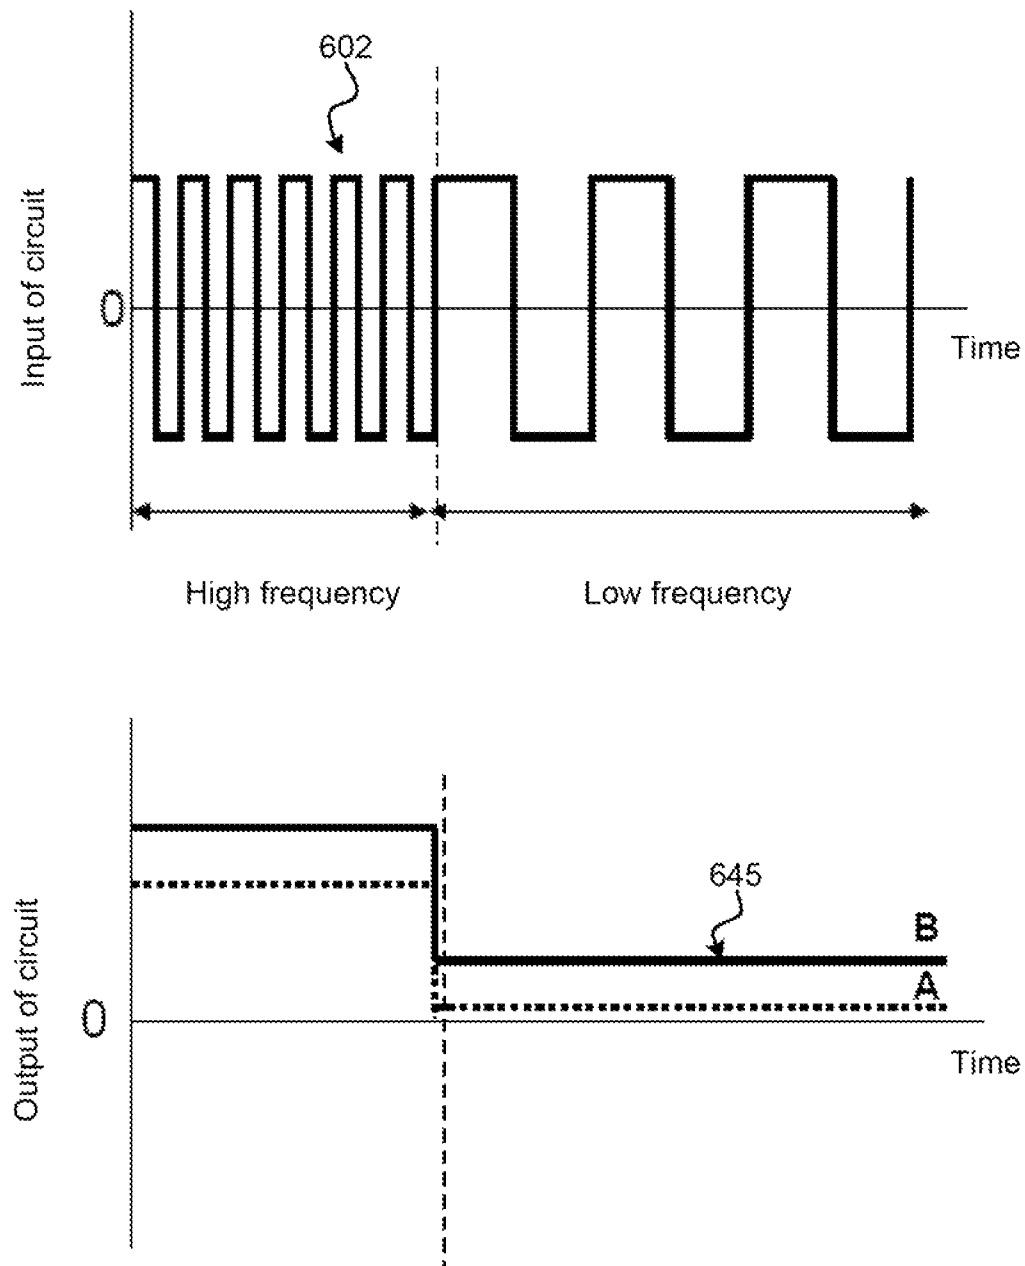 602
Input of circuit
0
Time
High frequency
Low frequency
645
B
A
Output of circuit
0
Time